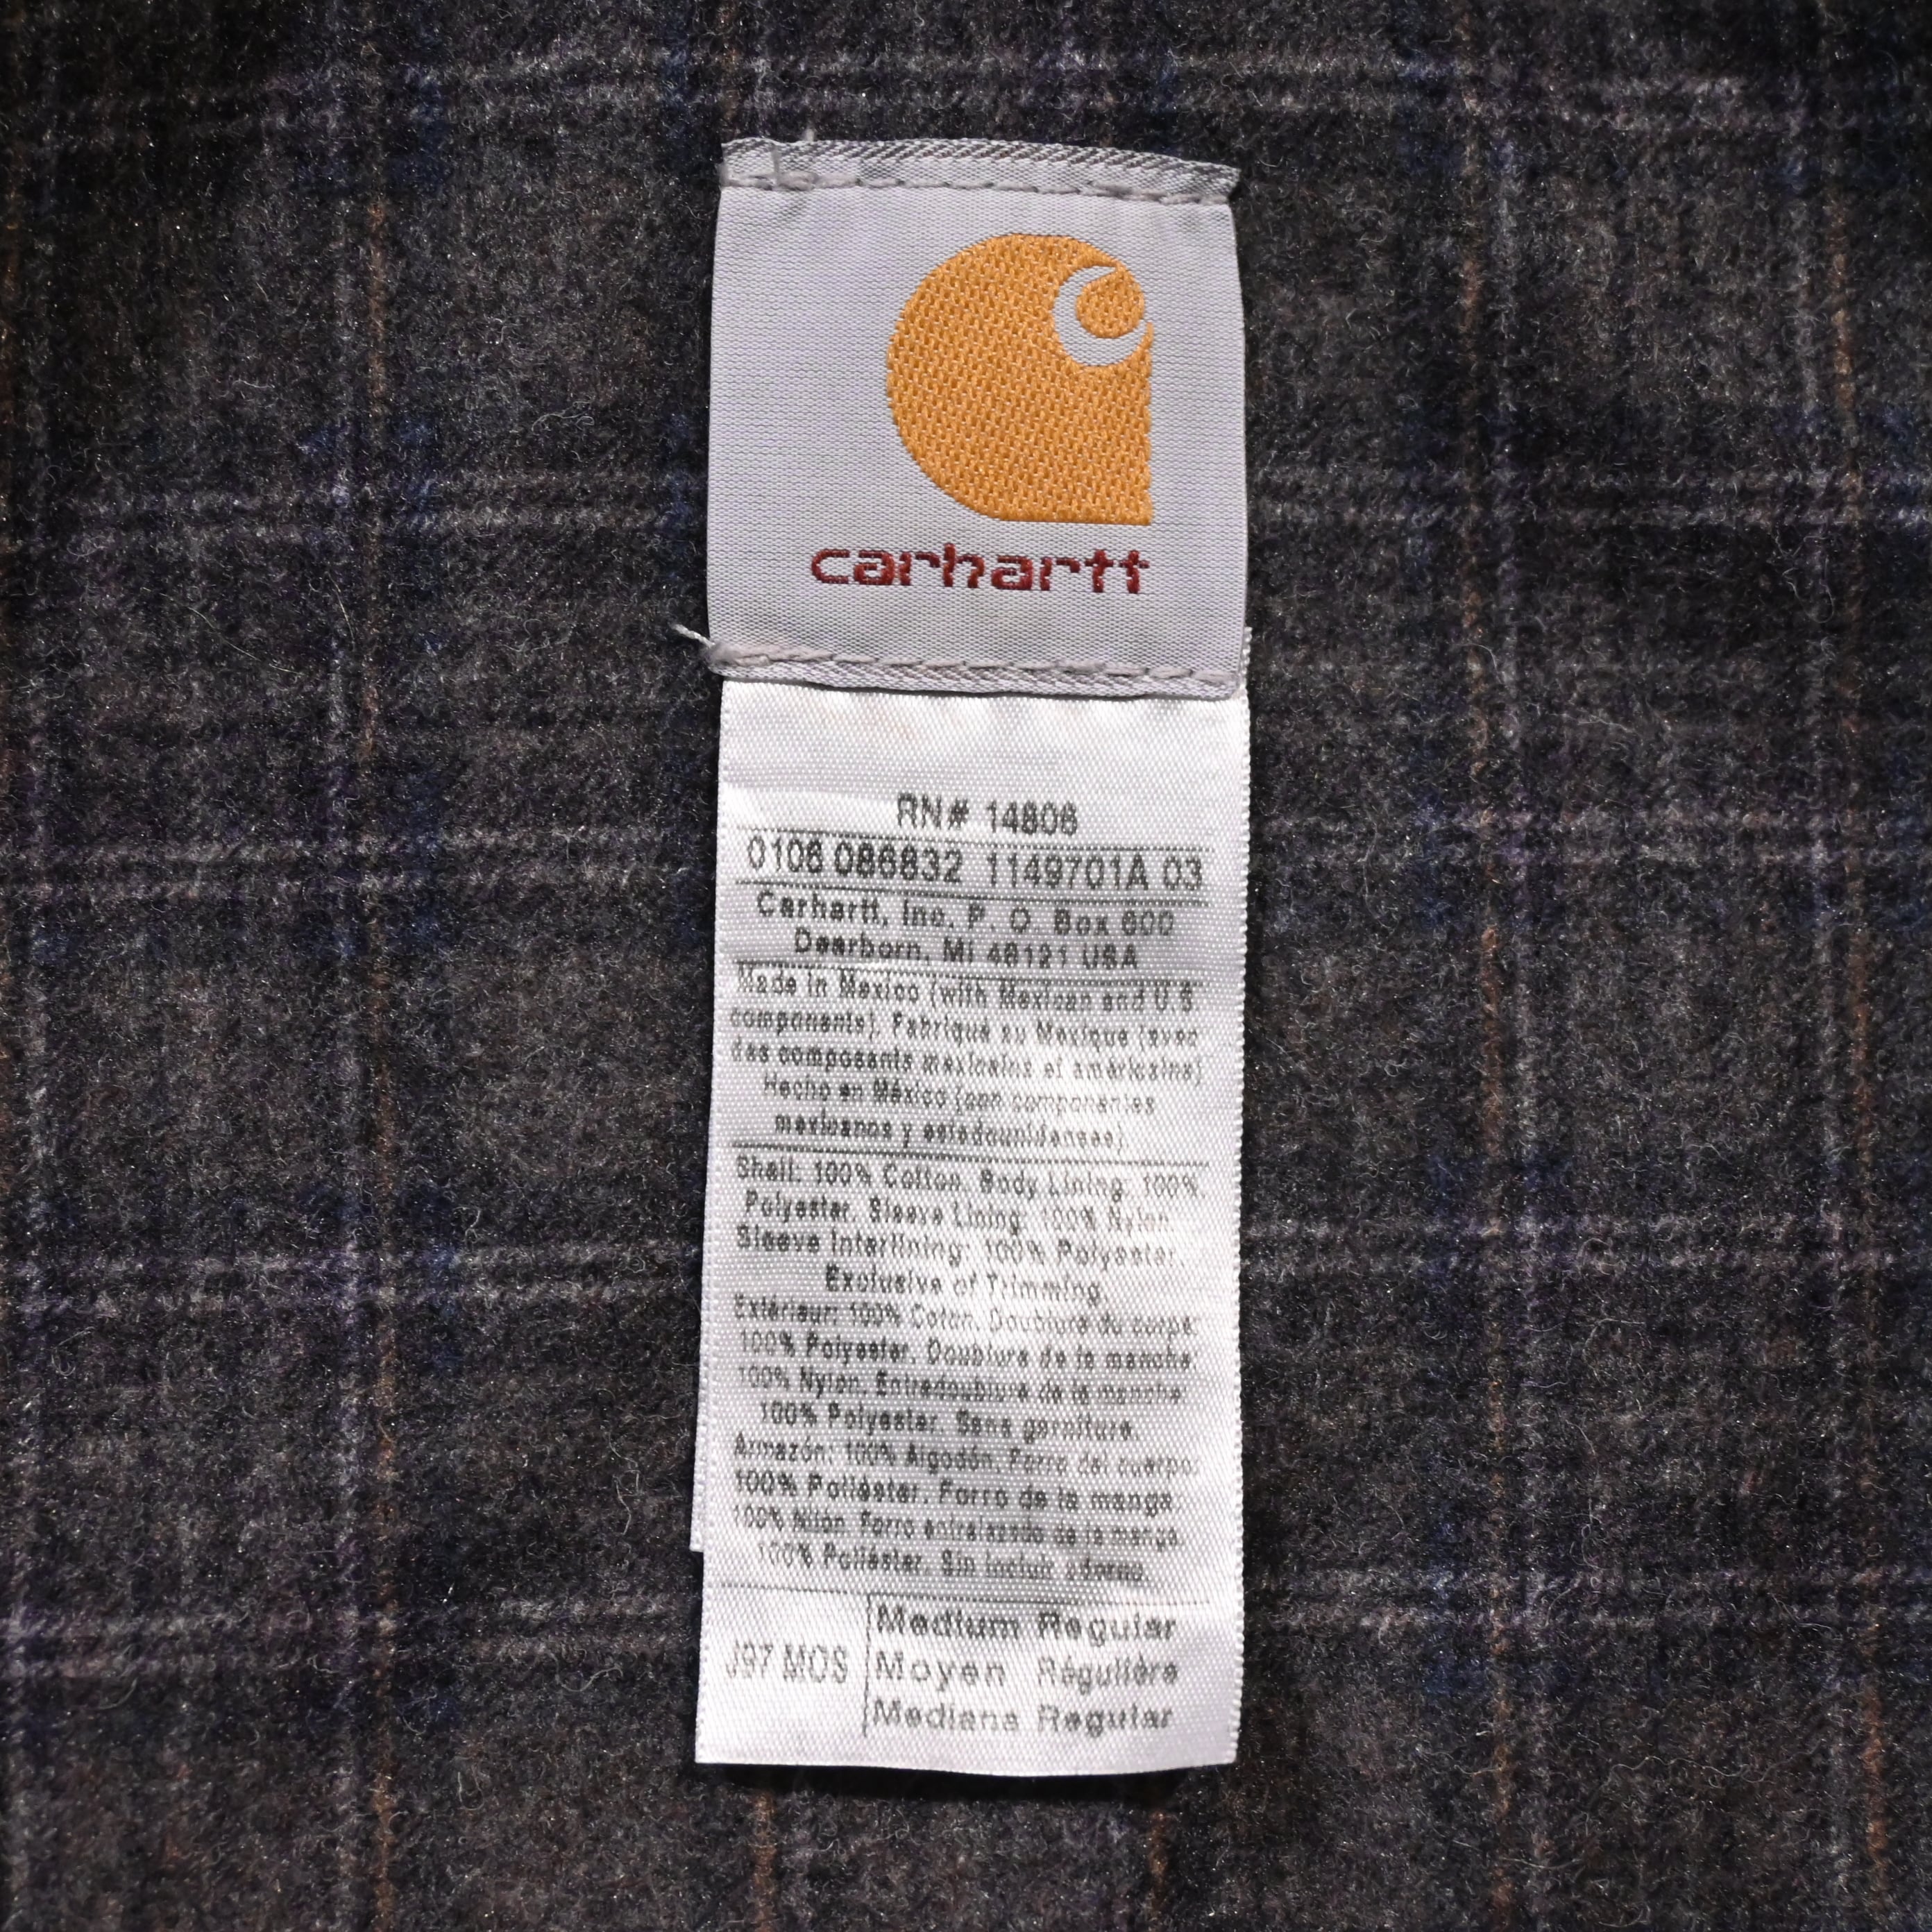 carhartt
RN# 14806
0106 086832 1149701A 03
Carhartt, Inc. P. O. Box 600
Dearborn, MI 48121 USA
Made in Mexico (with Mexican and U.S
components). Fabriqué au Mexique (avec
des composants mexicains et américains)
Hecho en México (con componentes
mexicanos y estadounidenses).
Shell: 100% Cotton. Body Lining: 100%.
Polyester. Sleeve Lining: 100% Nylon.
Sleeve Interlining: 100% Polyester.
Exclusive of Trimming.
Extérieur: 100% Coton. Doublure du corps:
100% Polyester. Doublure de la manche:
100% Nylon. Entredoublure de la manche
100% Polyester. Sans garniture.
Armazón: 100% Algodón. Forro del cuerpo:
100% Poliéster. Forro de la manga:
100% Nilón. Forro entrelazado de la manga:
100% Poliéster. Sin incluir adorno.
J97 MOS
Medium Regular
Moyen Régulière
Mediana Regular